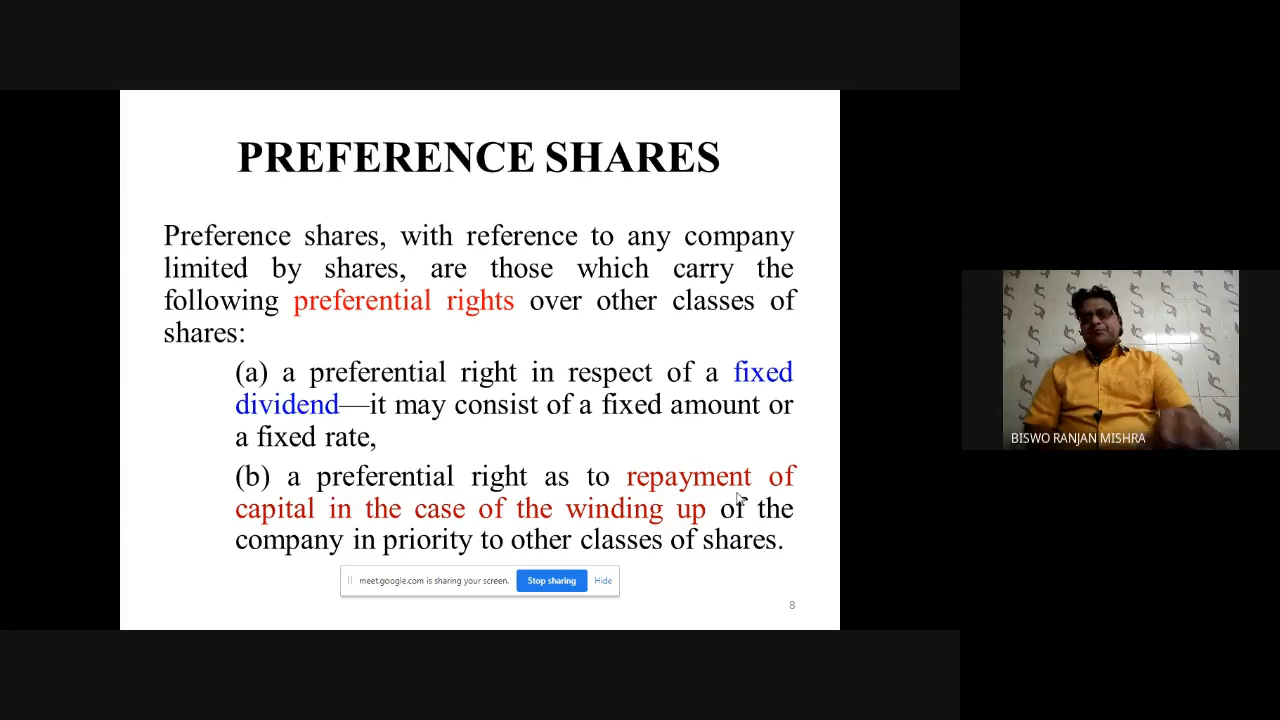 PREFERENCE SHARES
Preference shares, with reference to any company
limited by shares, are those which carry the
following preferential rights over other classes of
shares:
(a) a preferential right in respect of a fixed
dividend—it may consist of a fixed amount or
a fixed rate,
(b) a preferential right as to repayment of
capital in the case of the winding up of the
company in priority to other classes of shares.
meet.google.com is sharing your screen. Stop sharing Hide
8
BISWO RANJAN MISHRA